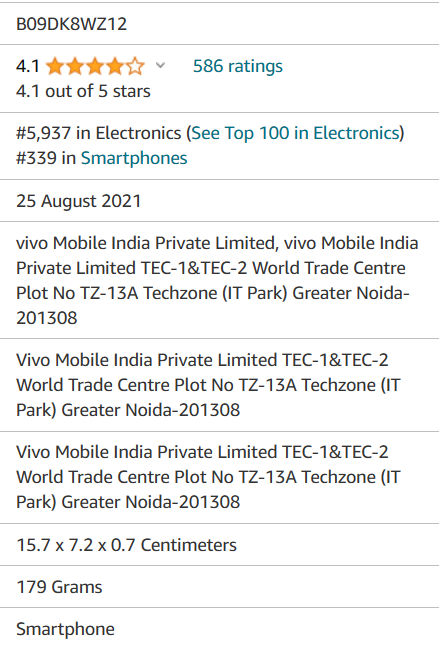 B09DK8WZ12
4.1 586 ratings
4.1 out of 5 stars
#5,937 in Electronics (See Top 100 in Electronics)
#339 in Smartphones
25 August 2021
vivo Mobile India Private Limited, vivo Mobile India
Private Limited TEC-1&TEC-2 World Trade Centre
Plot No TZ-13A Techzone (IT Park) Greater Noida-
201308
Vivo Mobile India Private Limited TEC-1&TEC-2
World Trade Centre Plot No TZ-13A Techzone (IT
Park) Greater Noida-201308
Vivo Mobile India Private Limited TEC-1&TEC-2
World Trade Centre Plot No TZ-13A Techzone (IT
Park) Greater Noida-201308
15.7 x 7.2 x 0.7 Centimeters
179 Grams
Smartphone